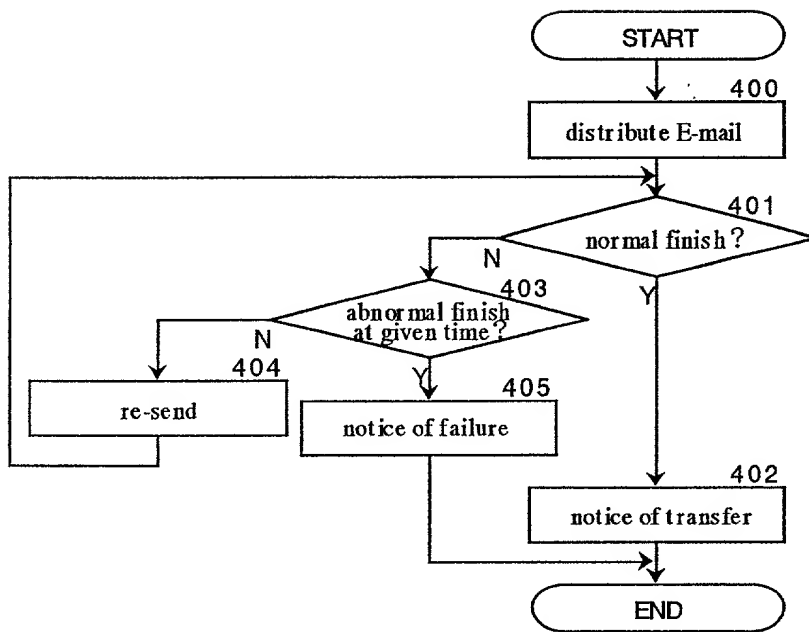 START
400
distribute E-mail
401
normal finish?
N
Y
403
abnormal finish
at given time?
N
Y
404
re-send
405
notice of failure
402
notice of transfer
END